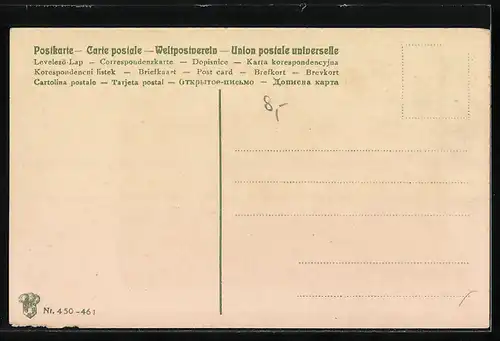 Postkarte — Carte postale — Weltpostverein — Union postale universelle
Levelező-Lap — Correspondenzkarte — Dopisnice — Karta korespondencyjna
Korespondenční listek — Briefkaart — Post card — Brefkort — Brevkort
Cartolina postale — Tarjeta postal — Открытое-письмо — Дописна карта
8,-
Nr. 450-461